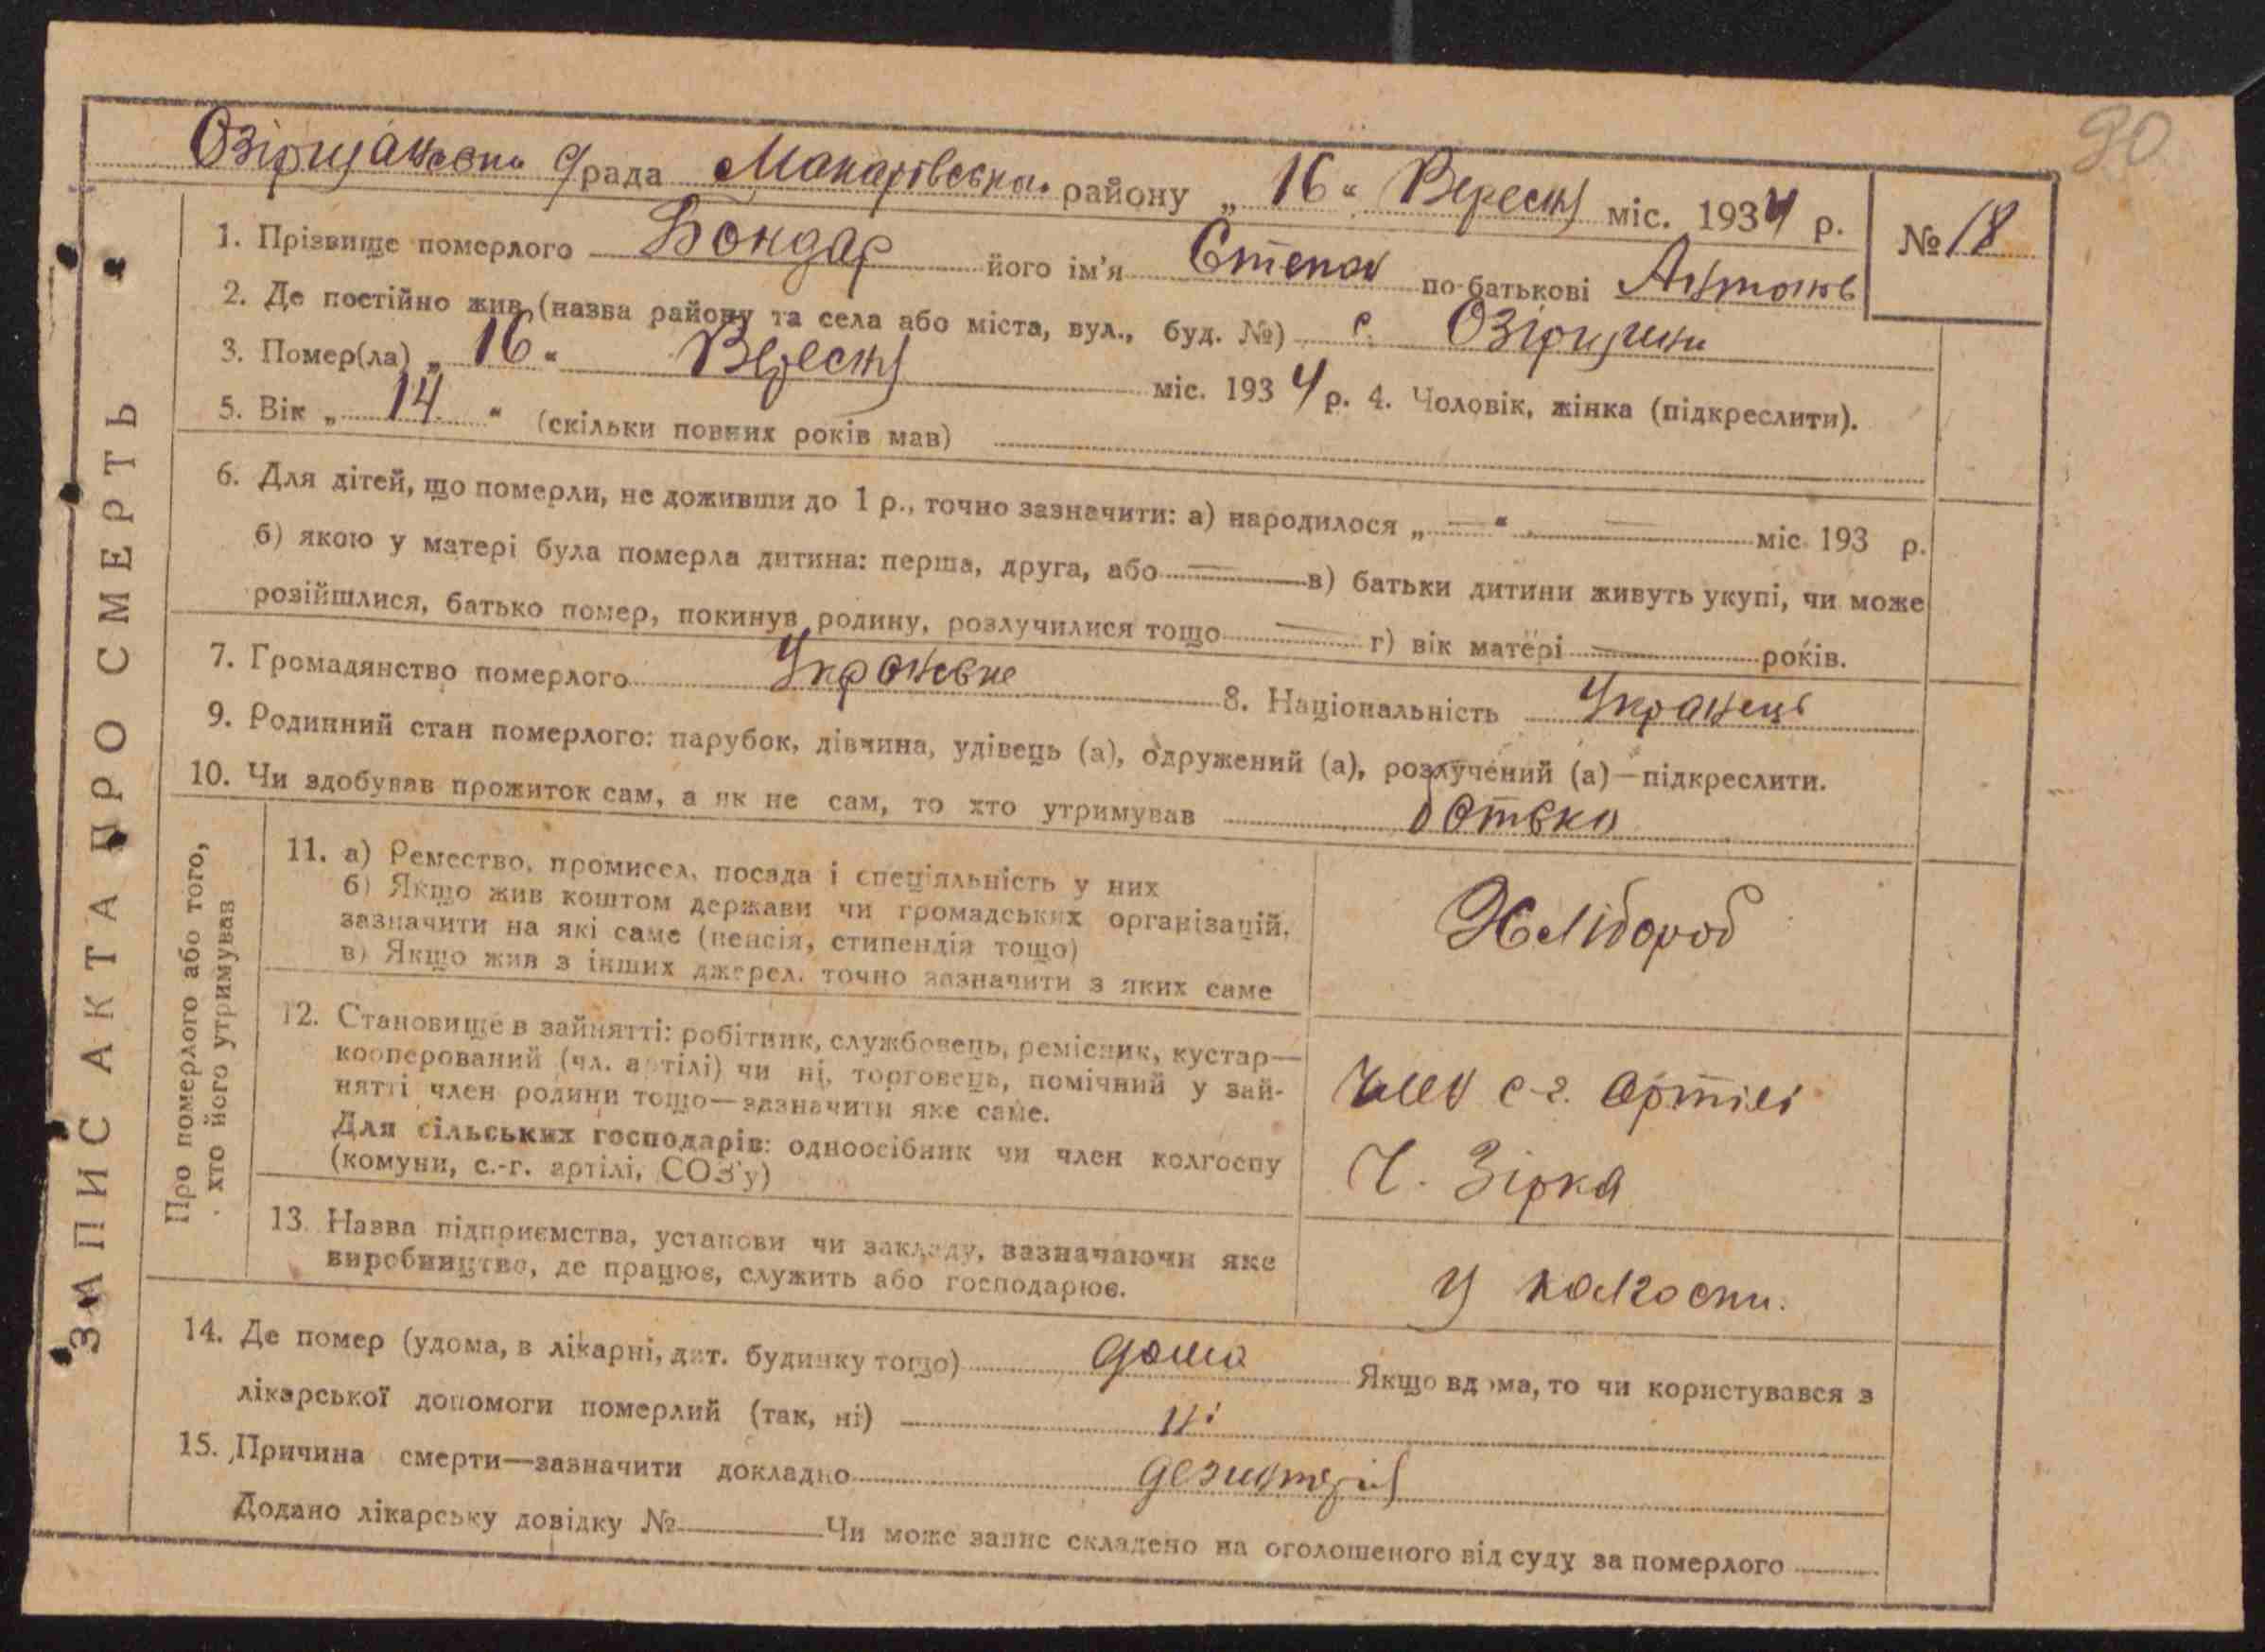 90
Озірщанська с/рада Макарівського району „16“ Вересня міс. 1934 р.
№ 18
1. Прізвище померлого Бондар його ім'я Степан по-батькові Антонов
2. Де постійно жив (назва району та села або міста, вул., буд. №) с. Озірщини
3. Помер(ла) „16“ Вересня міс. 1934 р. 4. Чоловік, жінка (підкреслити).
5. Вік „14“ (скільки повних років мав)
6. Для дітей, що померли, не доживши до 1 р., точно зазначити: а) народилося „—“ — міс. 193 р.
б) якою у матері була померла дитина: перша, друга, або — в) батьки дитини живуть укупі, чи може
розійшлися, батько помер, покинув родину, розлучилися тощо — г) вік матері — років.
7. Громадянство померлого Украънське 8. Національність Українець
9. Родинний стан померлого: парубок, дівчина, удівець (а), одружений (а), розлучений (а)—підкреслити.
10. Чи здобував прожиток сам, а як не сам, то хто утримував батько
ЗАПИС АКТА ПРО СМЕРТЬ
Про померлого або того,
хто його утримував
11. а) Ремество, промисел, посада і спеціяльність у них
б) Якщо жив коштом держави чи громадських організацій,
зазначити на які саме (пенсія, стипендія тощо)
в) Якщо жив з інших джерел, точно зазначити з яких саме
Хлібороб
12. Становище в зайнятті: робітник, службовець, ремісник, кустар—
кооперований (чл. артілі) чи ні, торговець, помічний у зай-
нятті член родини тощо—зазначити яке саме.
Для сільських господарів: одноосібник чи член колгоспу
(комуни, с.-г. артілі, СОЗ'у)
Член с-г. артілі
Ч. Зірка
13. Назва підприємства, установи чи закладу, зазначаючи яке
виробництво, де працює, служить або господарює.
у колгоспи.
14. Де помер (удома, в лікарні, дит. будинку тощо) дома Якщо вдома, то чи користувався з
лікарської допомоги померлий (так, ні) ні
15. Причина смерти—зазначити докладно дезинтерія
Додано лікарську довідку № Чи може запис складено на оголошеного від суду за померлого